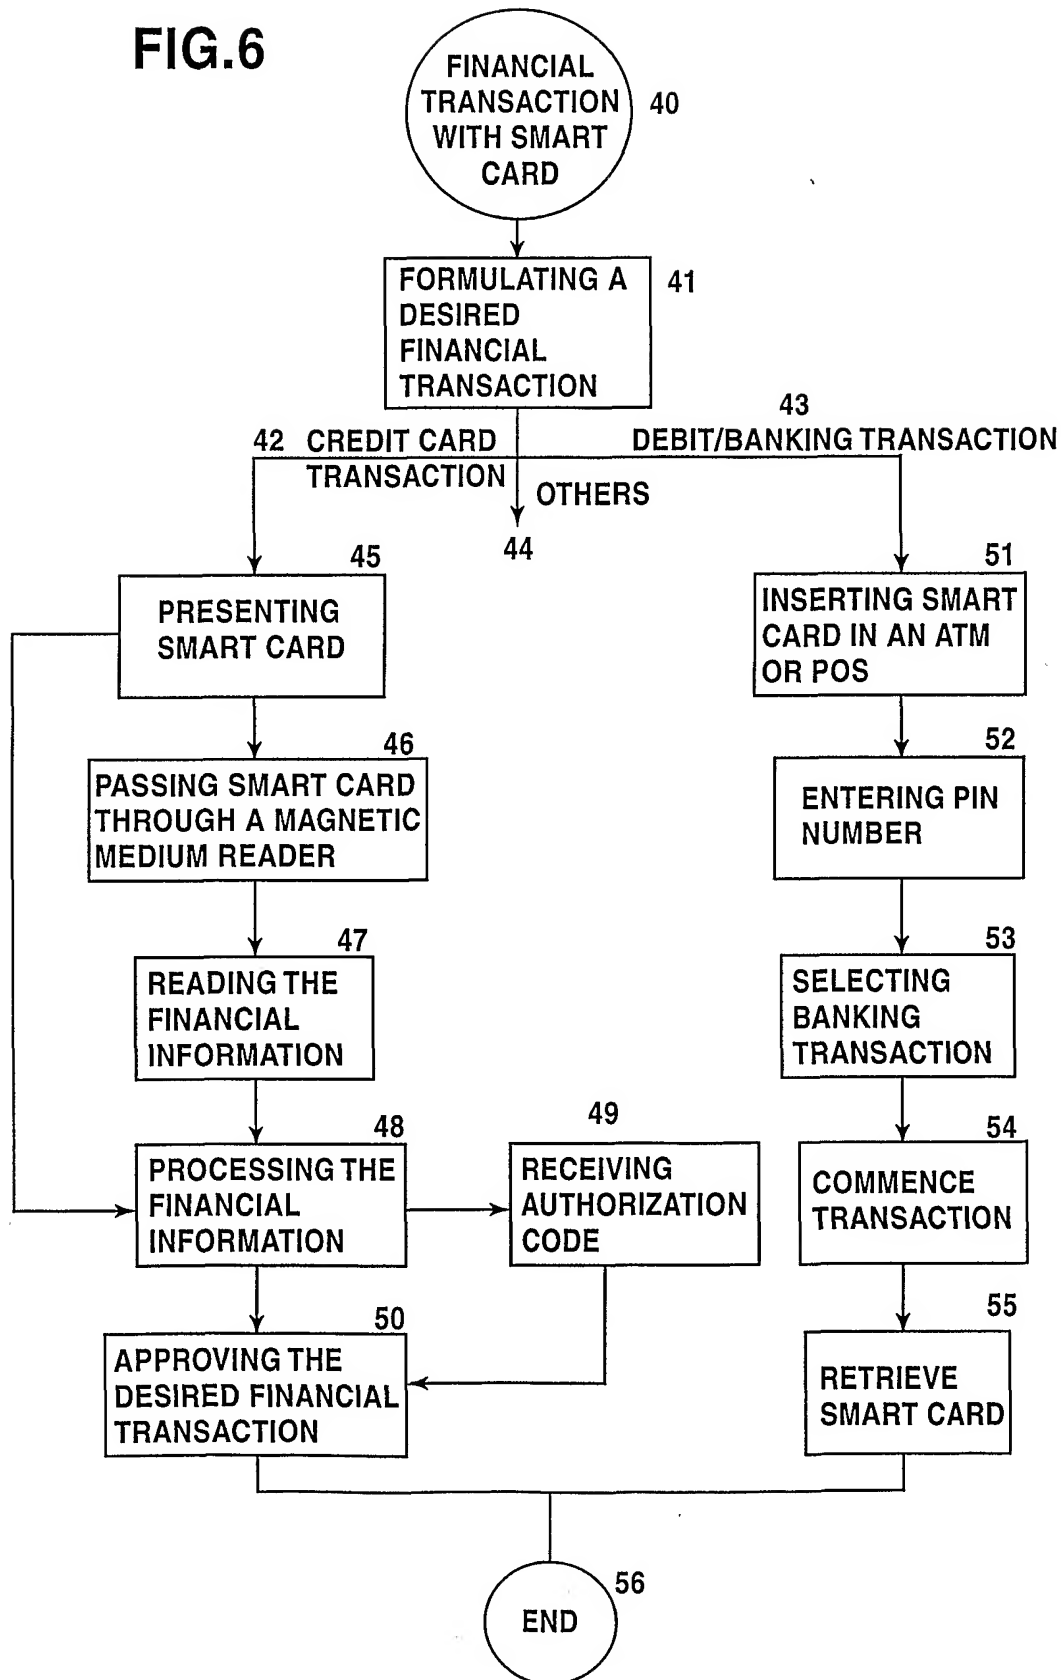 FIG.6
FINANCIAL
TRANSACTION
WITH SMART
CARD
40
FORMULATING A
DESIRED
FINANCIAL
TRANSACTION
41
42 CREDIT CARD
TRANSACTION
43
DEBIT/BANKING TRANSACTION
OTHERS
44
45
PRESENTING
SMART CARD
46
PASSING SMART CARD
THROUGH A MAGNETIC
MEDIUM READER
47
READING THE
FINANCIAL
INFORMATION
48
PROCESSING THE
FINANCIAL
INFORMATION
49
RECEIVING
AUTHORIZATION
CODE
50
APPROVING THE
DESIRED FINANCIAL
TRANSACTION
51
INSERTING SMART
CARD IN AN ATM
OR POS
52
ENTERING PIN
NUMBER
53
SELECTING
BANKING
TRANSACTION
54
COMMENCE
TRANSACTION
55
RETRIEVE
SMART CARD
56
END